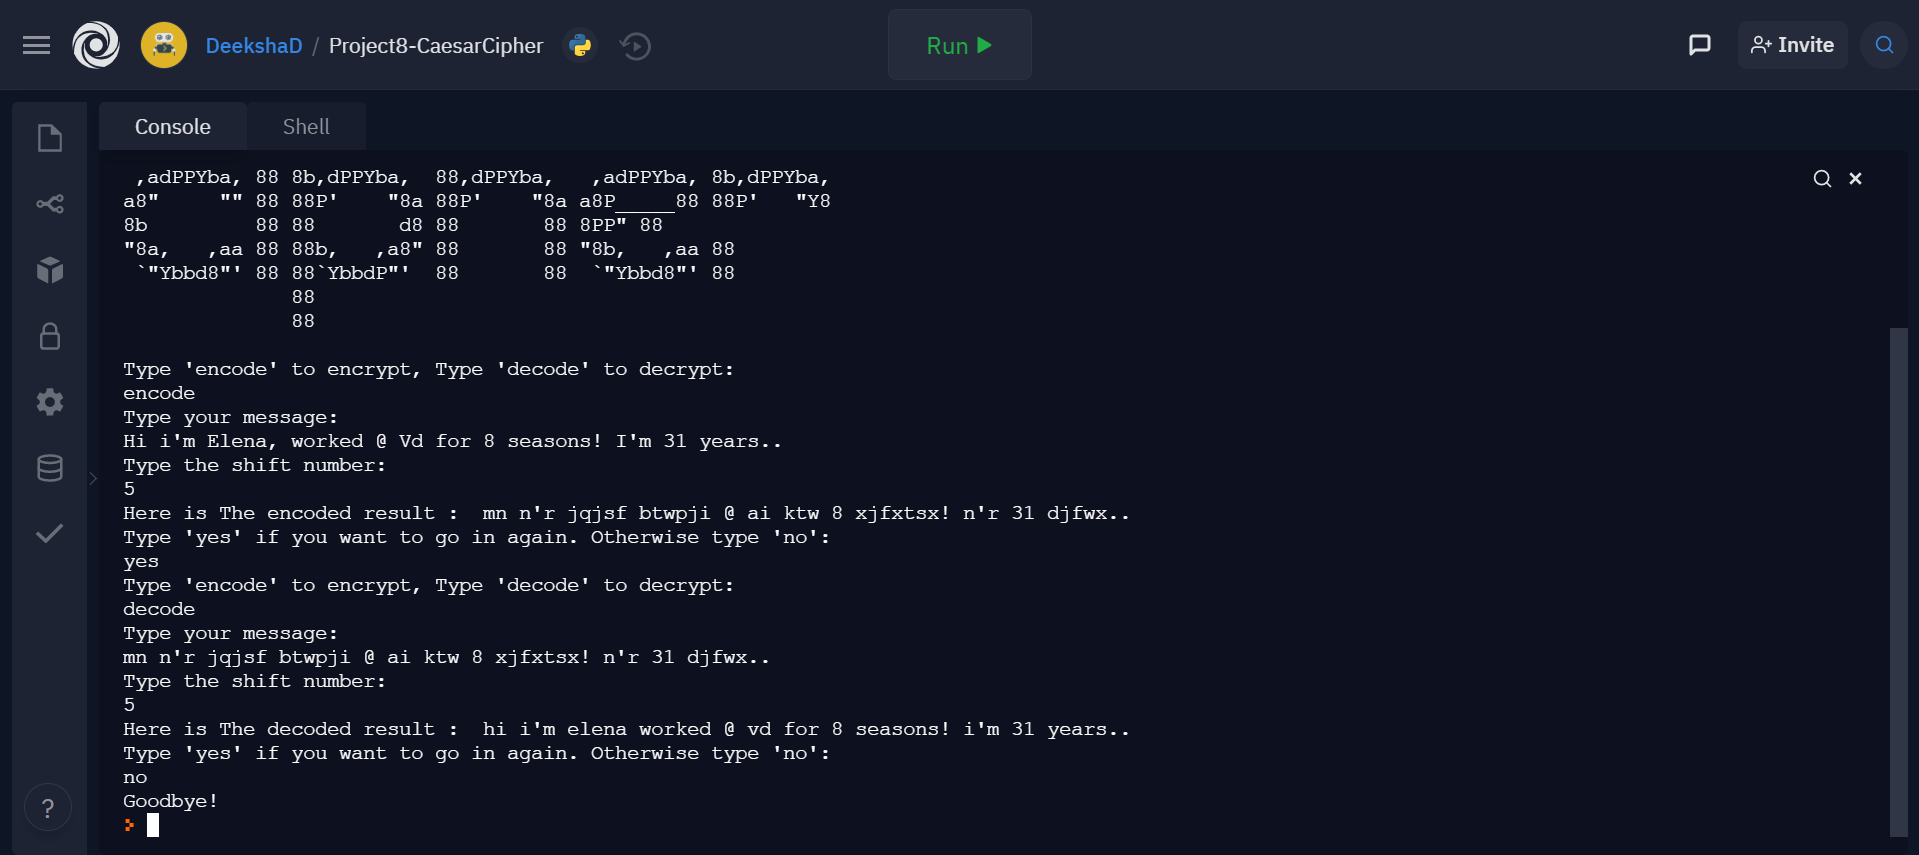 DeekshaD / Project8-CaesarCipher
Run
Invite
Console
Shell
 ,adPPYba, 88 8b,dPPYba,  88,dPPYba,   ,adPPYba, 8b,dPPYba,
a8"     "" 88 88P'    "8a 88P'    "8a a8P_____88 88P'   "Y8
8b         88 88       d8 88       88 8PP" 88
"8a,   ,aa 88 88b,   ,a8" 88       88 "8b,   ,aa 88
 `"Ybbd8"' 88 88`YbbdP"'  88       88  `"Ybbd8"' 88
              88
              88
Type 'encode' to encrypt, Type 'decode' to decrypt:
encode
Type your message:
Hi i'm Elena, worked @ Vd for 8 seasons! I'm 31 years..
Type the shift number:
5
Here is The encoded result :  mn n'r jqjsf btwpji @ ai ktw 8 xjfxtsx! n'r 31 djfwx..
Type 'yes' if you want to go in again. Otherwise type 'no':
yes
Type 'encode' to encrypt, Type 'decode' to decrypt:
decode
Type your message:
mn n'r jqjsf btwpji @ ai ktw 8 xjfxtsx! n'r 31 djfwx..
Type the shift number:
5
Here is The decoded result :  hi i'm elena worked @ vd for 8 seasons! i'm 31 years..
Type 'yes' if you want to go in again. Otherwise type 'no':
no
Goodbye!
?